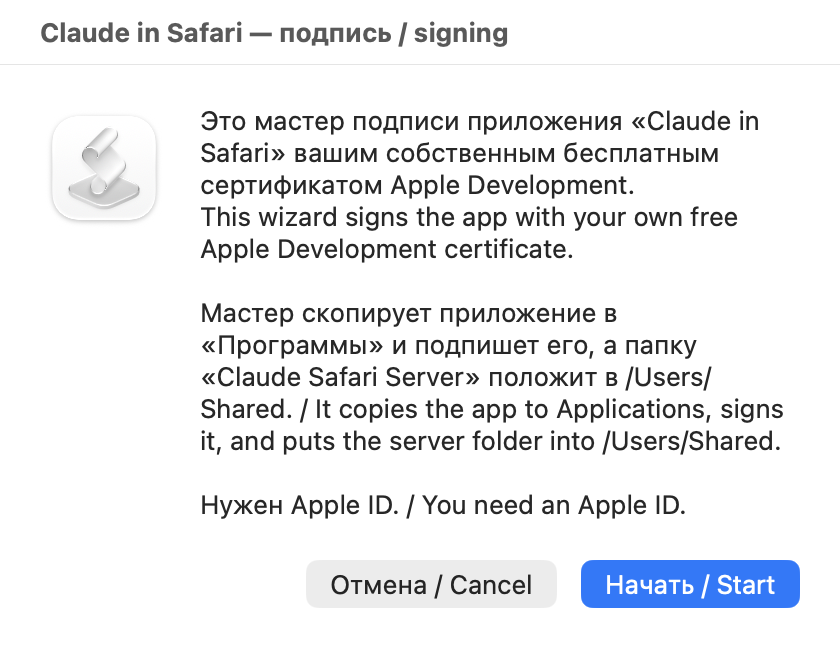 Claude in Safari — подпись / signing
Это мастер подписи приложения «Claude in
Safari» вашим собственным бесплатным
сертификатом Apple Development.
This wizard signs the app with your own free
Apple Development certificate.
Мастер скопирует приложение в
«Программы» и подпишет его, а папку
«Claude Safari Server» положит в /Users/
Shared. / It copies the app to Applications, signs
it, and puts the server folder into /Users/Shared.
Нужен Apple ID. / You need an Apple ID.
Отмена / Cancel
Начать / Start